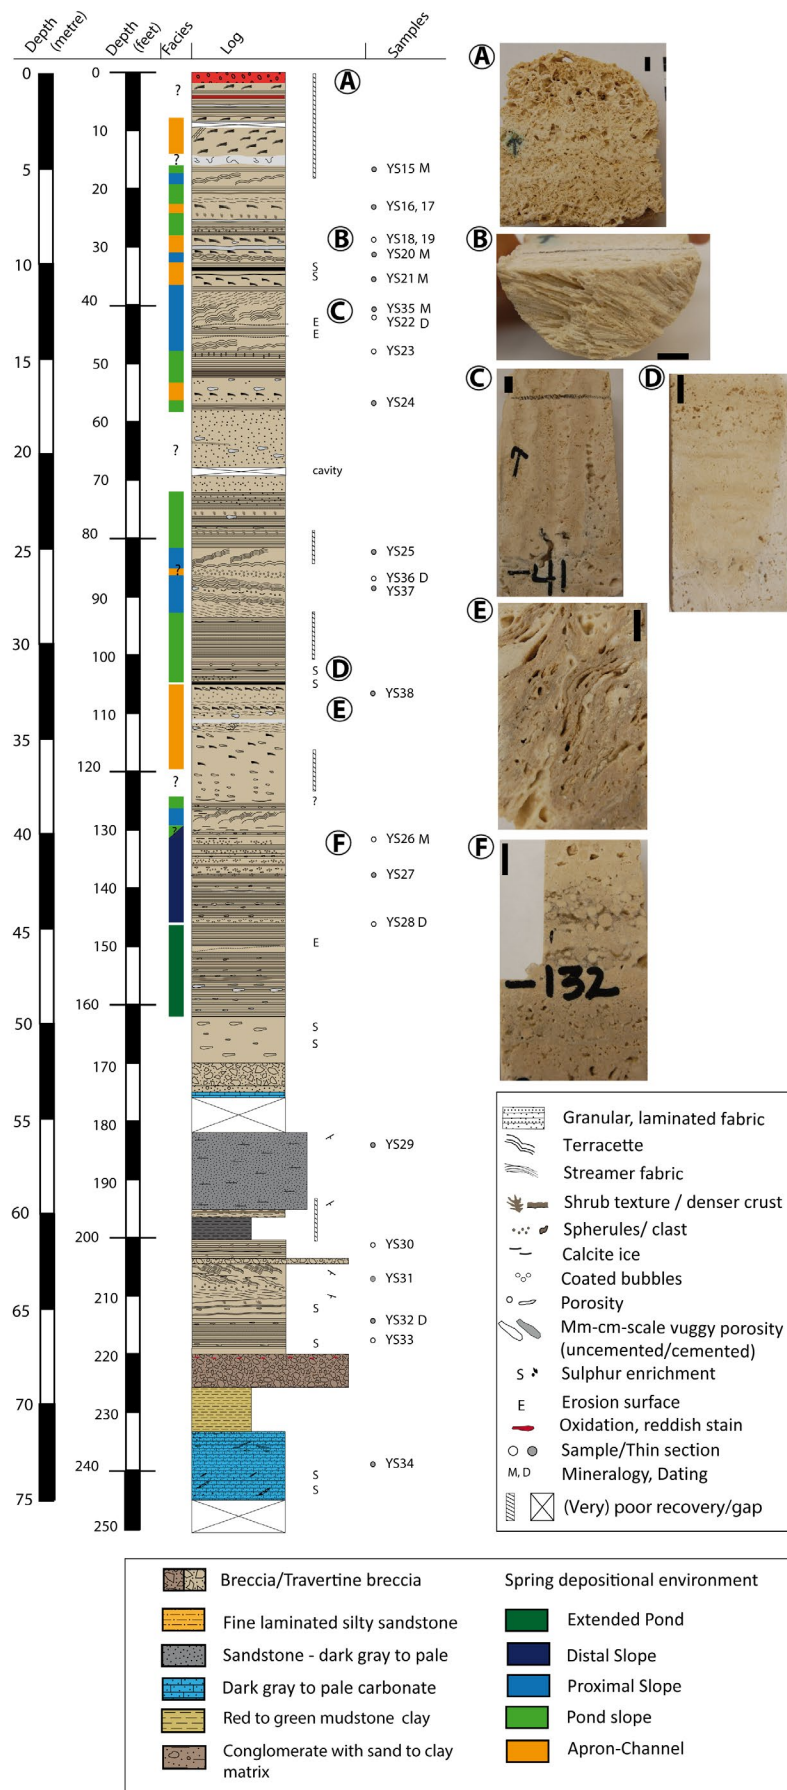 Depth (metre)
Depth (feet)
Facies
Log
Samples
0
5
10
15
20
25
30
35
40
45
50
55
60
65
70
75
0
10
20
30
40
50
60
70
80
90
100
110
120
130
140
150
160
170
180
190
200
210
220
230
240
250
?
?
?
?
?
?
A
B
C
D
E
F
S
S
E
E
cavity
S
S
?
E
S
S
S
S
S
S
YS15 M
YS16, 17
YS18, 19
YS20 M
YS21 M
YS35 M
YS22 D
YS23
YS24
YS25
YS36 D
YS37
YS38
YS26 M
YS27
YS28 D
YS29
YS30
YS31
YS32 D
YS33
YS34
A
B
C
D
-41
E
F
-132
Granular, laminated fabric
Terracette
Streamer fabric
Shrub texture / denser crust
Spherules/ clast
Calcite ice
Coated bubbles
Porosity
Mm-cm-scale vuggy porosity
(uncemented/cemented)
S Sulphur enrichment
E Erosion surface
Oxidation, reddish stain
Sample/Thin section
M, D Mineralogy, Dating
(Very) poor recovery/gap
Breccia/Travertine breccia
Fine laminated silty sandstone
Sandstone - dark gray to pale
Dark gray to pale carbonate
Red to green mudstone clay
Conglomerate with sand to clay
matrix
Spring depositional environment
Extended Pond
Distal Slope
Proximal Slope
Pond slope
Apron-Channel